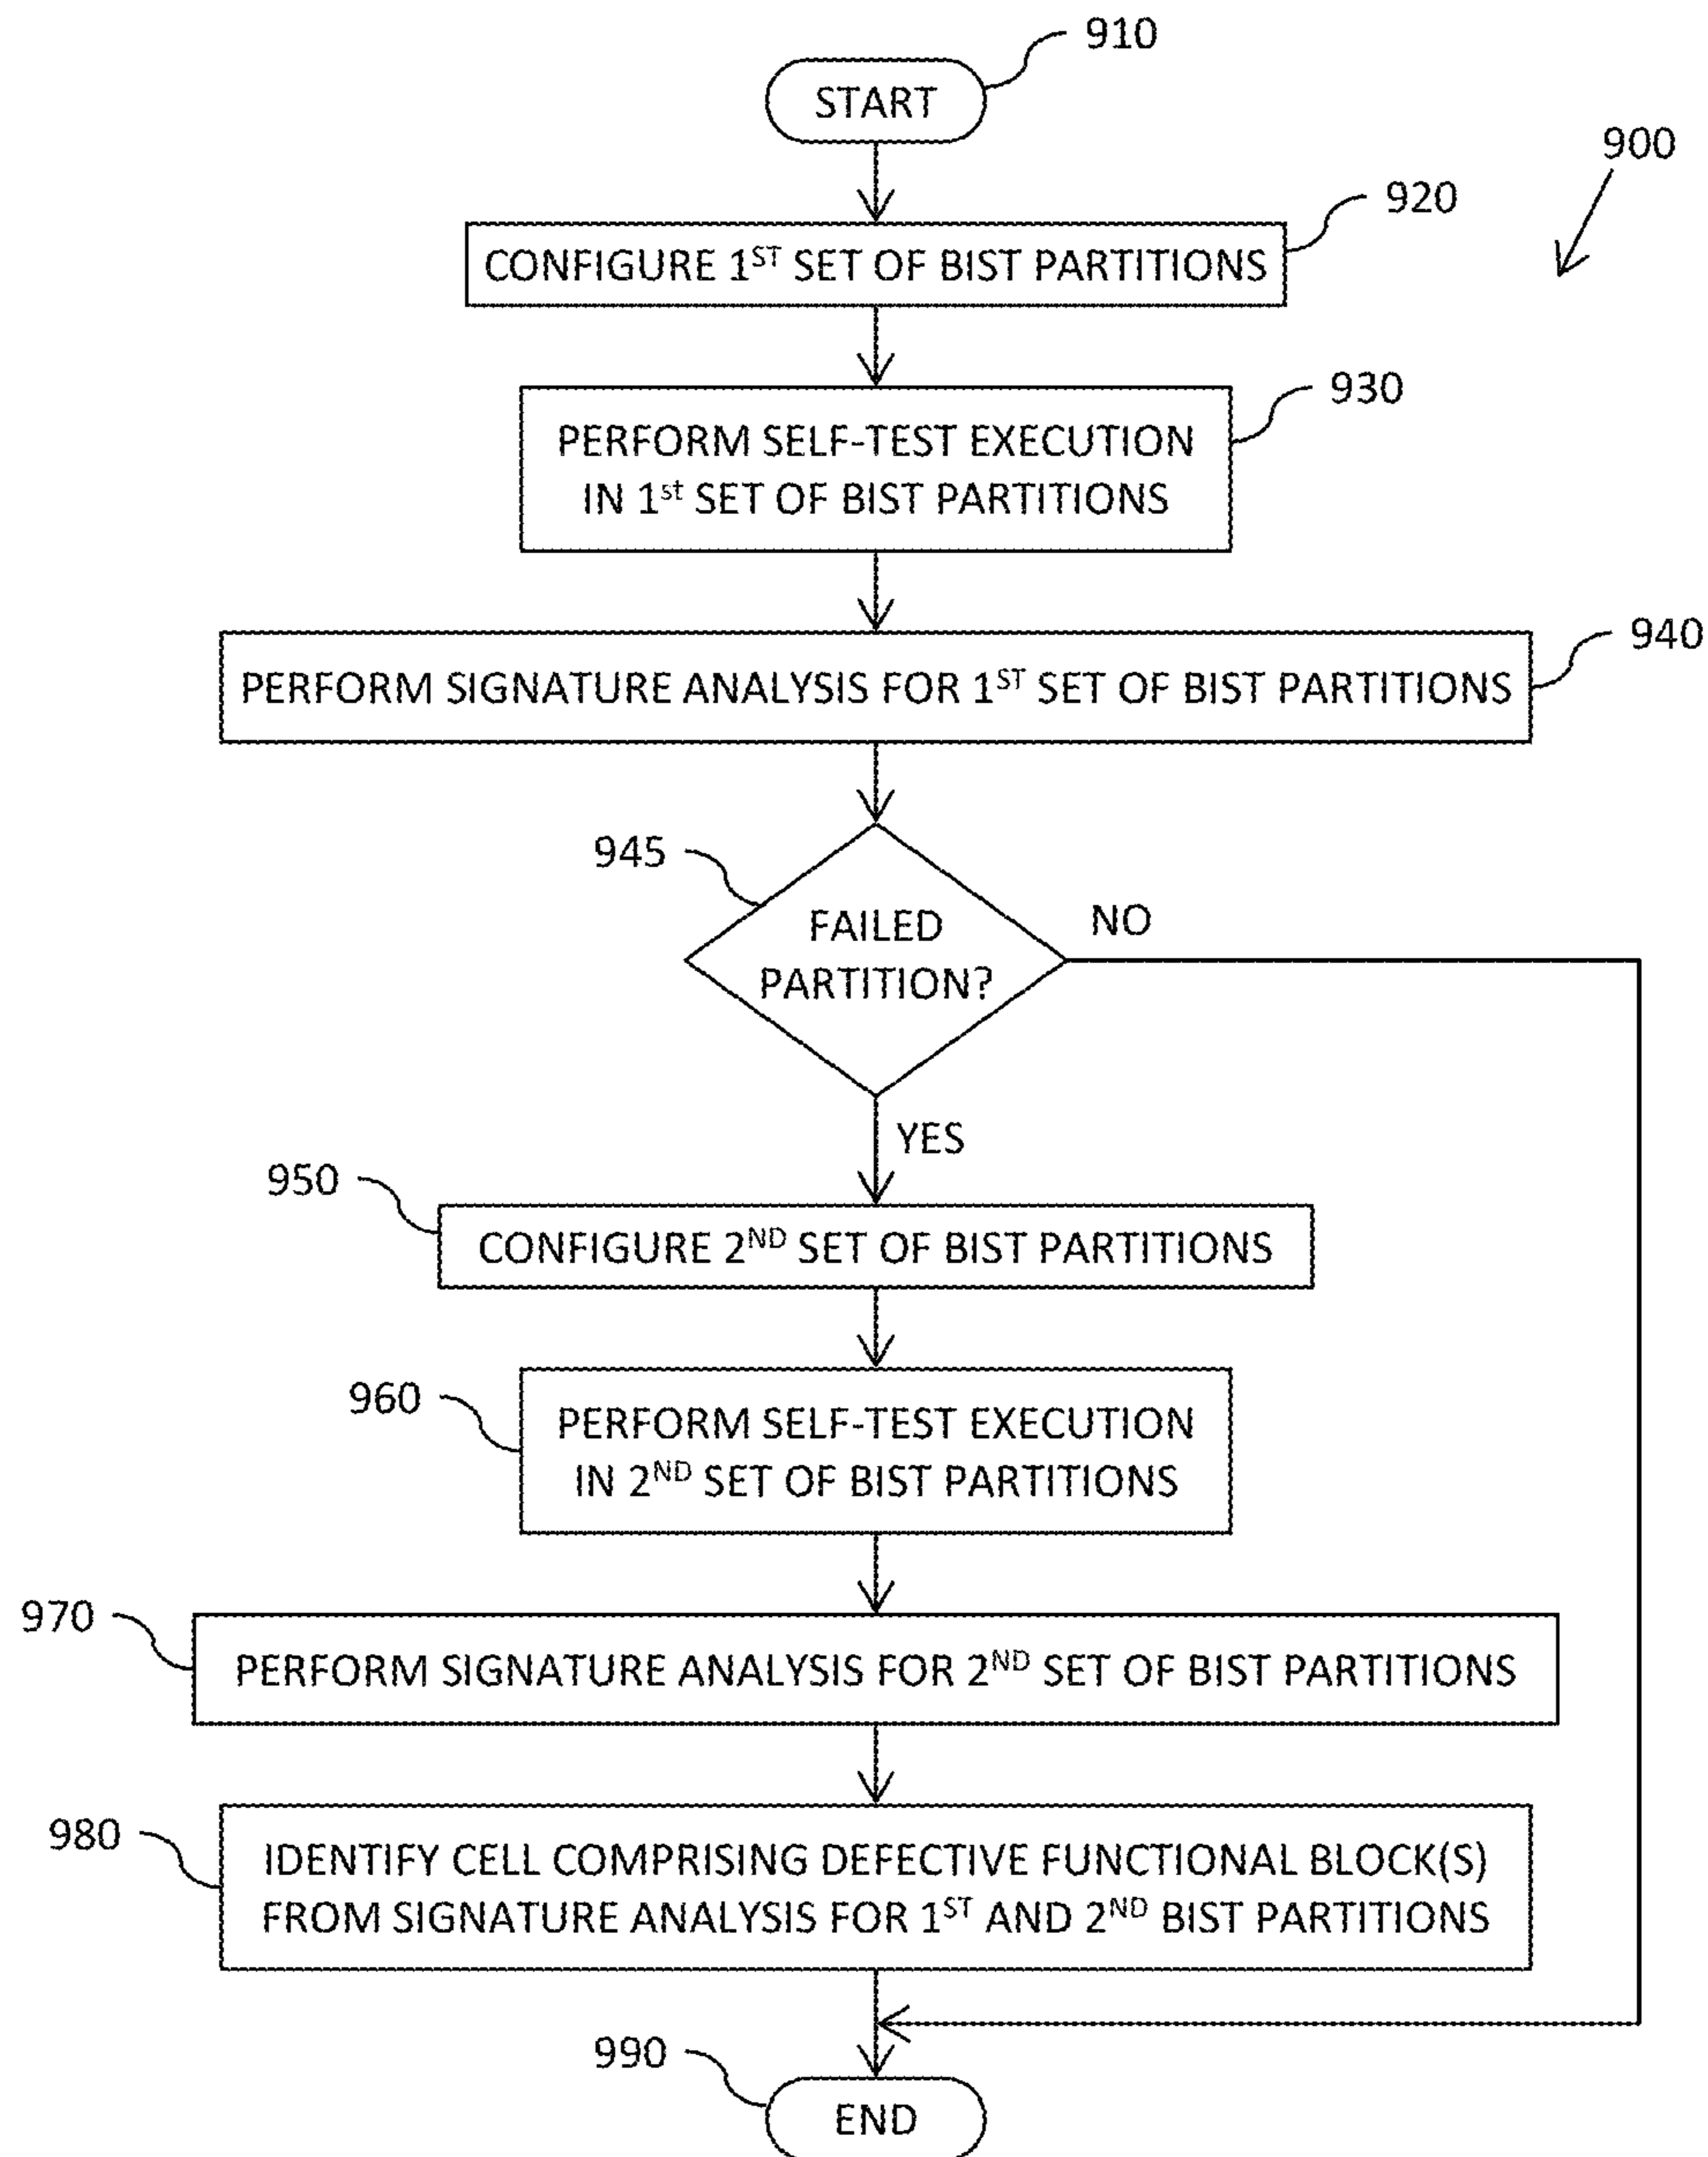 910
START
900
920
CONFIGURE 1ST SET OF BIST PARTITIONS
930
PERFORM SELF-TEST EXECUTION
IN 1st SET OF BIST PARTITIONS
940
PERFORM SIGNATURE ANALYSIS FOR 1ST SET OF BIST PARTITIONS
945
FAILED
PARTITION?
NO
YES
950
CONFIGURE 2ND SET OF BIST PARTITIONS
960
PERFORM SELF-TEST EXECUTION
IN 2ND SET OF BIST PARTITIONS
970
PERFORM SIGNATURE ANALYSIS FOR 2ND SET OF BIST PARTITIONS
980
IDENTIFY CELL COMPRISING DEFECTIVE FUNCTIONAL BLOCK(S)
FROM SIGNATURE ANALYSIS FOR 1ST AND 2ND BIST PARTITIONS
990
END